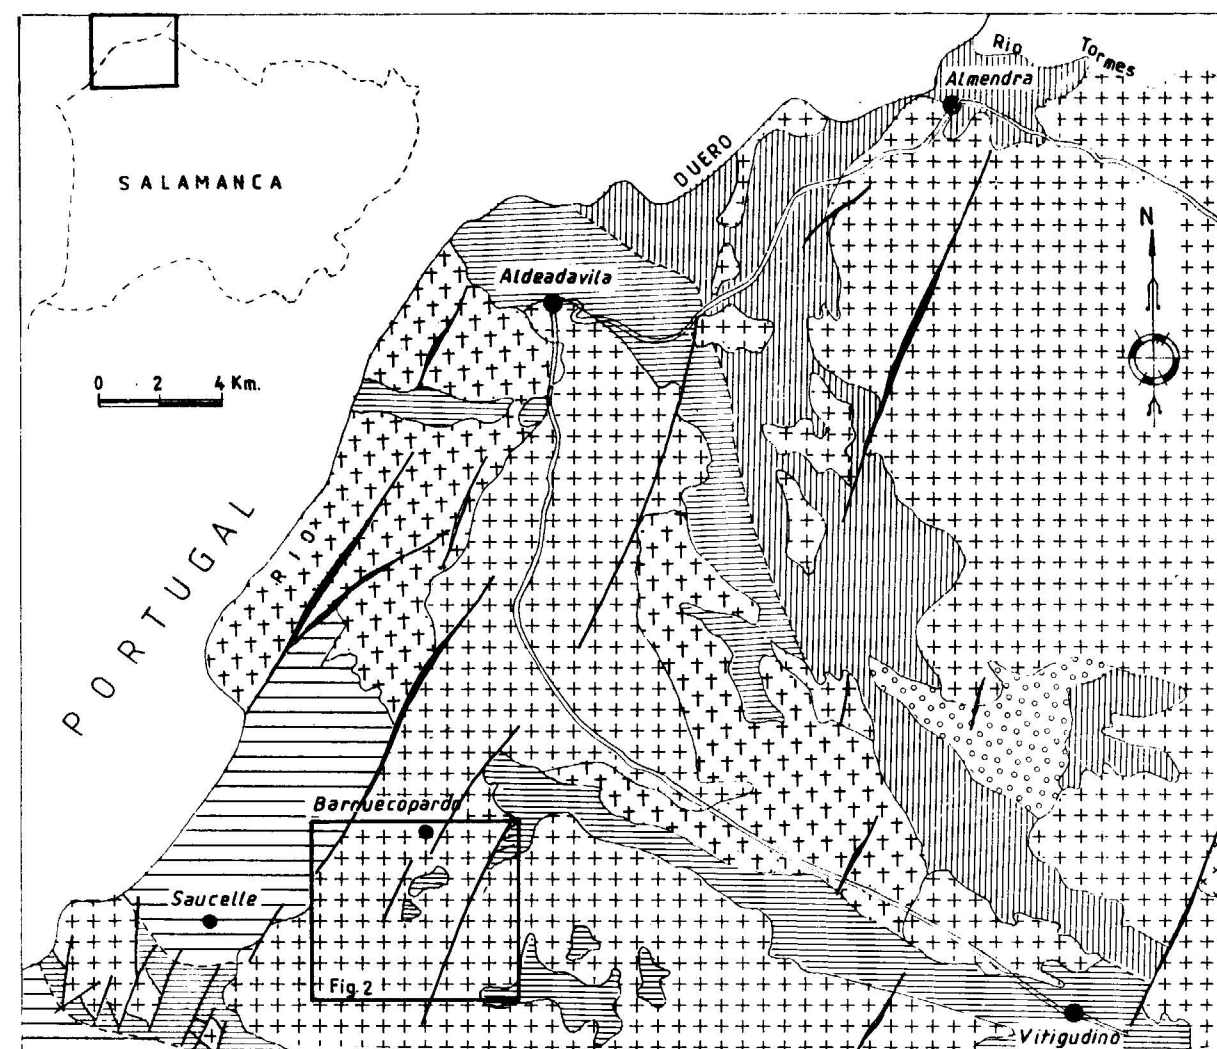 Rio Tormes
Almendra
DUERO
SALAMANCA
N
Aldeadavila
0 2 4 Km.
PORTUGAL
RIO
Barruecopardo
Saucelle
Fig 2
Vitigudino